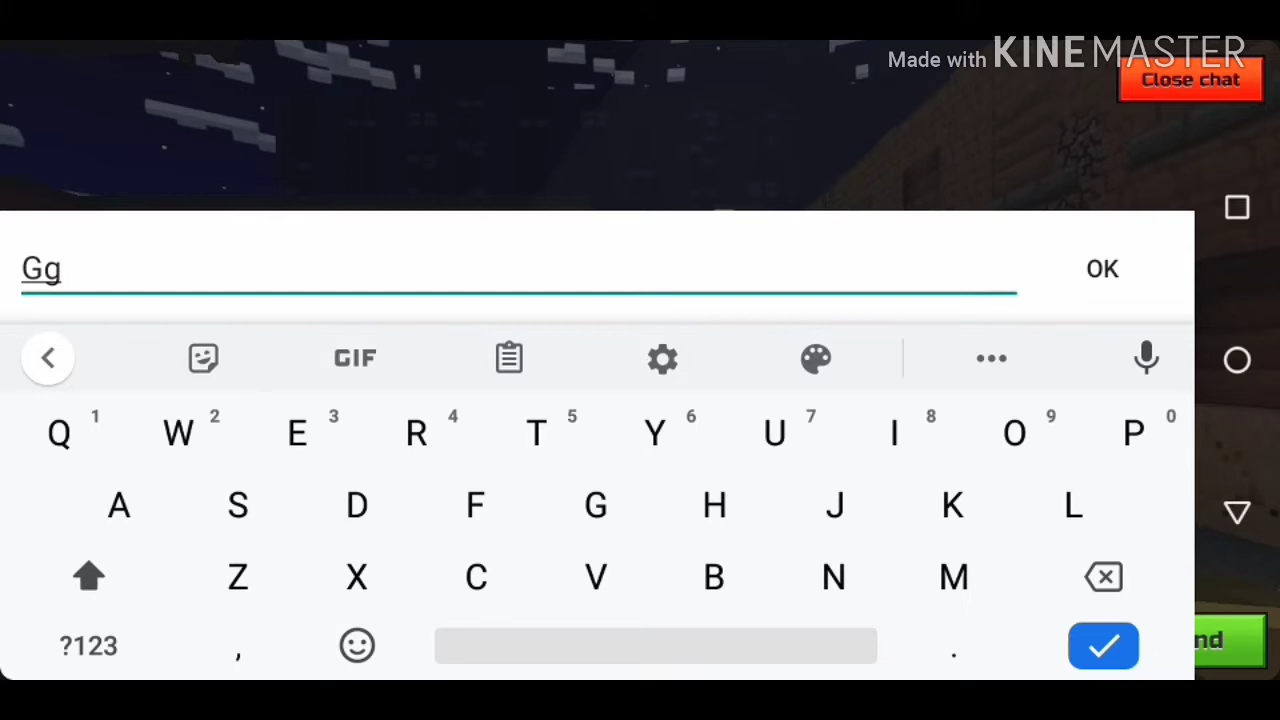 Made with KINEMASTER
Close chat
Gg
OK
GIF
Q 1 W 2 E 3 R 4 T 5 Y 6 U 7 I 8 O 9 P 0
A S D F G H J K L
Z X C V B N M
?123 , .
nd